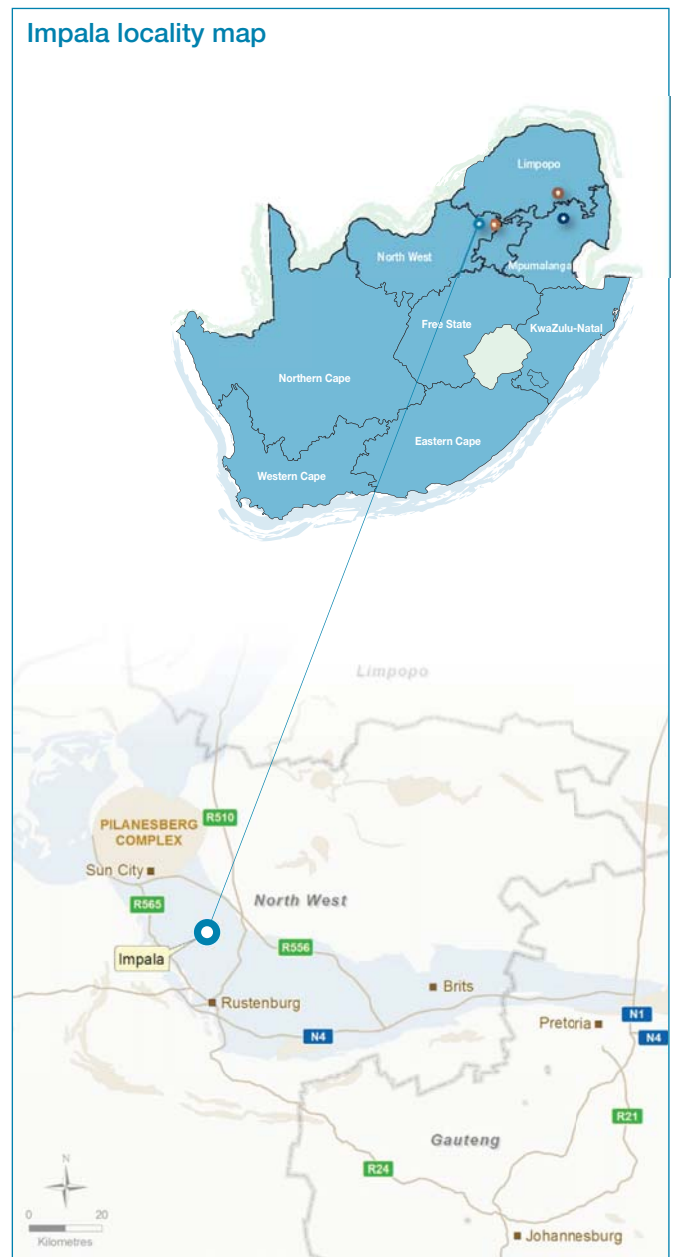 Impala locality map
Limpopo
North West
Mpumalanga
Free State
KwaZulu-Natal
Northern Cape
Eastern Cape
Western Cape
Limpopo
PILANESBERG
COMPLEX
R510
Sun City
R565
North West
Impala
R556
Brits
Rustenburg
N1
Pretoria
N4
N4
R21
Gauteng
R24
N
0 20
Kilometres
Johannesburg